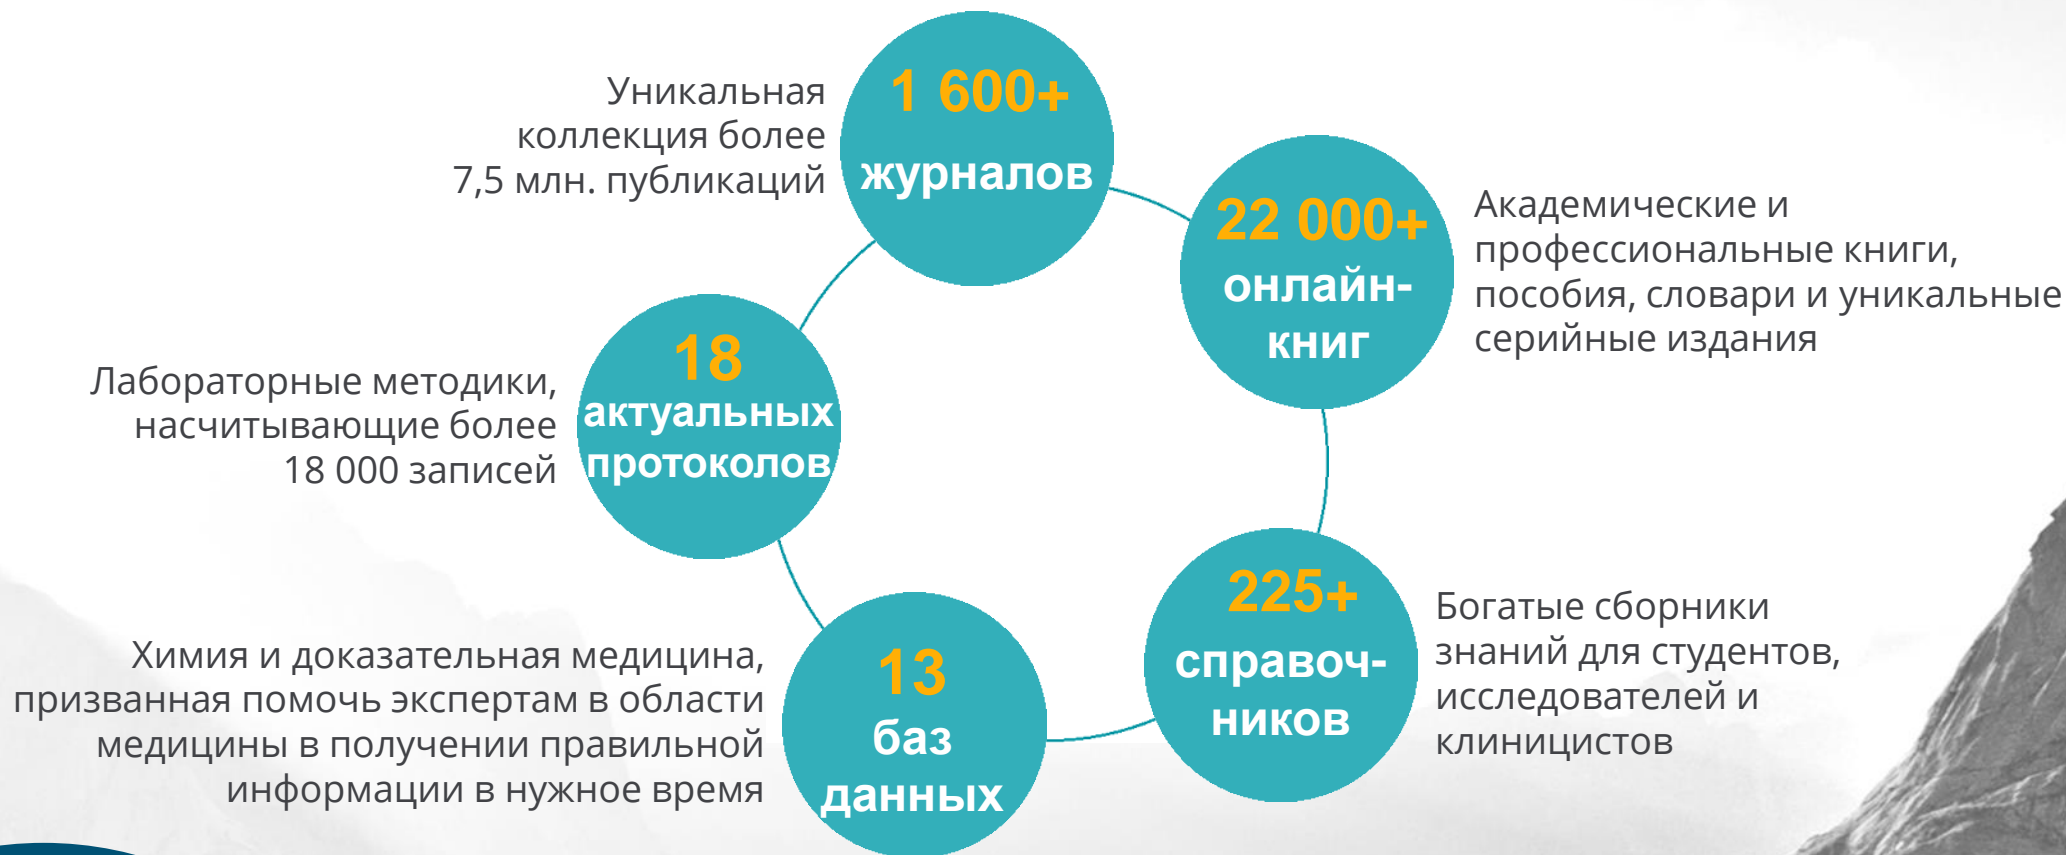 Уникальная
коллекция более
7,5 млн. публикаций
1 600+
журналов
22 000+
онлайн-
книг
Академические и
профессиональные книги,
пособия, словари и уникальные
серийные издания
Лабораторные методики,
насчитывающие более
18 000 записей
18
актуальных
протоколов
225+
справоч-
ников
Богатые сборники
знаний для студентов,
исследователей и
клиницистов
Химия и доказательная медицина,
призванная помочь экспертам в области
медицины в получении правильной
информации в нужное время
13
баз
данных